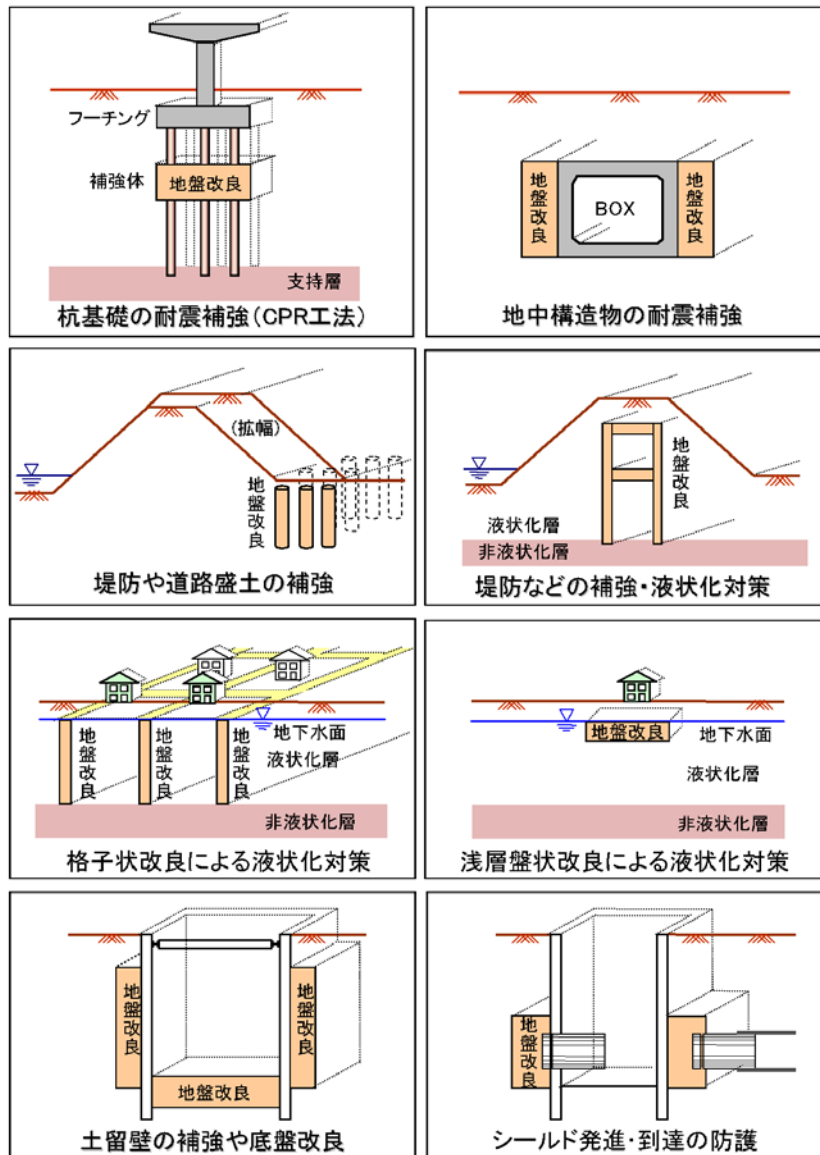 フーチング
補強体
地盤改良
支持層
杭基礎の耐震補強(CPR工法)
地盤改良
BOX
地盤改良
地中構造物の耐震補強
(拡幅)
地盤改良
堤防や道路盛土の補強
地盤改良
液状化層
非液状化層
堤防などの補強・液状化対策
地盤改良
地盤改良
地盤改良
地下水面
液状化層
非液状化層
格子状改良による液状化対策
地盤改良
地下水面
液状化層
非液状化層
浅層盤状改良による液状化対策
地盤改良
地盤改良
地盤改良
土留壁の補強や底盤改良
地盤改良
シールド発進・到達の防護